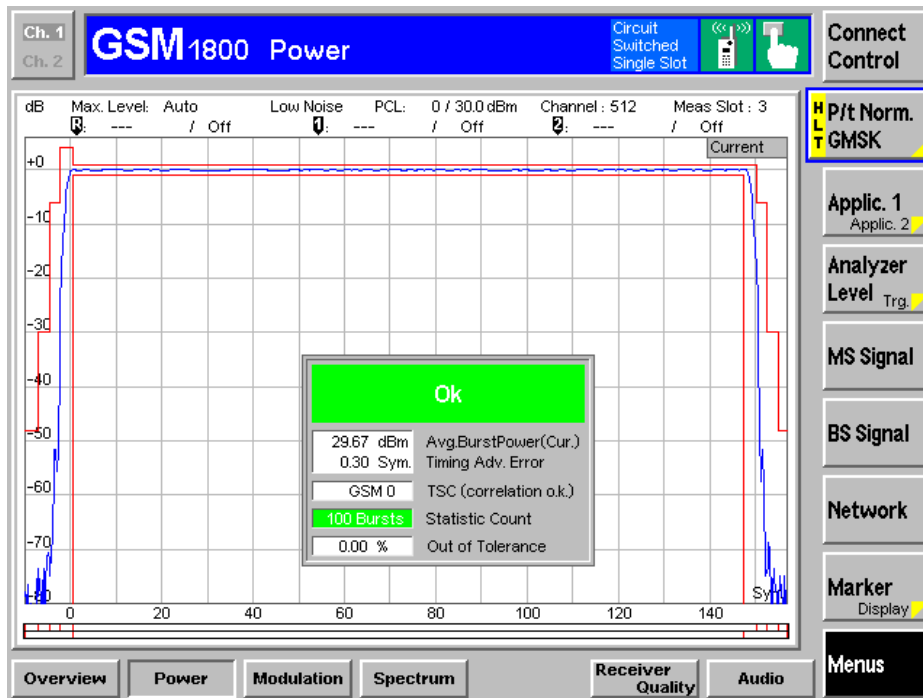 Ch. 1
Ch. 2
GSM1800 Power
Circuit
Switched
Single Slot
Connect
Control
dB Max. Level: Auto Low Noise PCL: 0 / 30.0 dBm Channel : 512 Meas Slot : 3
R: --- / Off 1: --- / Off 2: --- / Off
Current
HLT
P/t Norm.
GMSK
Applic. 1
Applic. 2
Analyzer
Level Trg.
MS Signal
BS Signal
Network
Marker
Display
Menus
+0
-10
-20
-30
-40
-50
-60
-70
-80
Ok
29.67 dBm Avg.BurstPower(Cur.)
0.30 Sym. Timing Adv. Error
GSM 0 TSC (correlation o.k.)
100 Bursts Statistic Count
0.00 % Out of Tolerance
0 20 40 60 80 100 120 140
Overview Power Modulation Spectrum Receiver Quality Audio